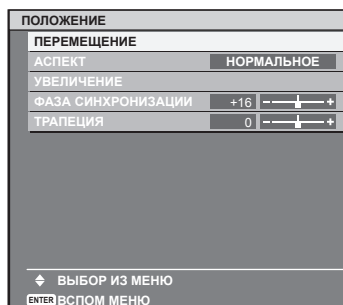 ПОЛОЖЕНИЕ
ПЕРЕМЕЩЕНИЕ
АСПЕКТ НОРМАЛЬНОЕ
УВЕЛИЧЕНИЕ
ФАЗА СИНХРОНИЗАЦИИ +16 - +
ТРАПЕЦИЯ 0 - +
ВЫБОР ИЗ МЕНЮ
ENTER ВСПОМ МЕНЮ